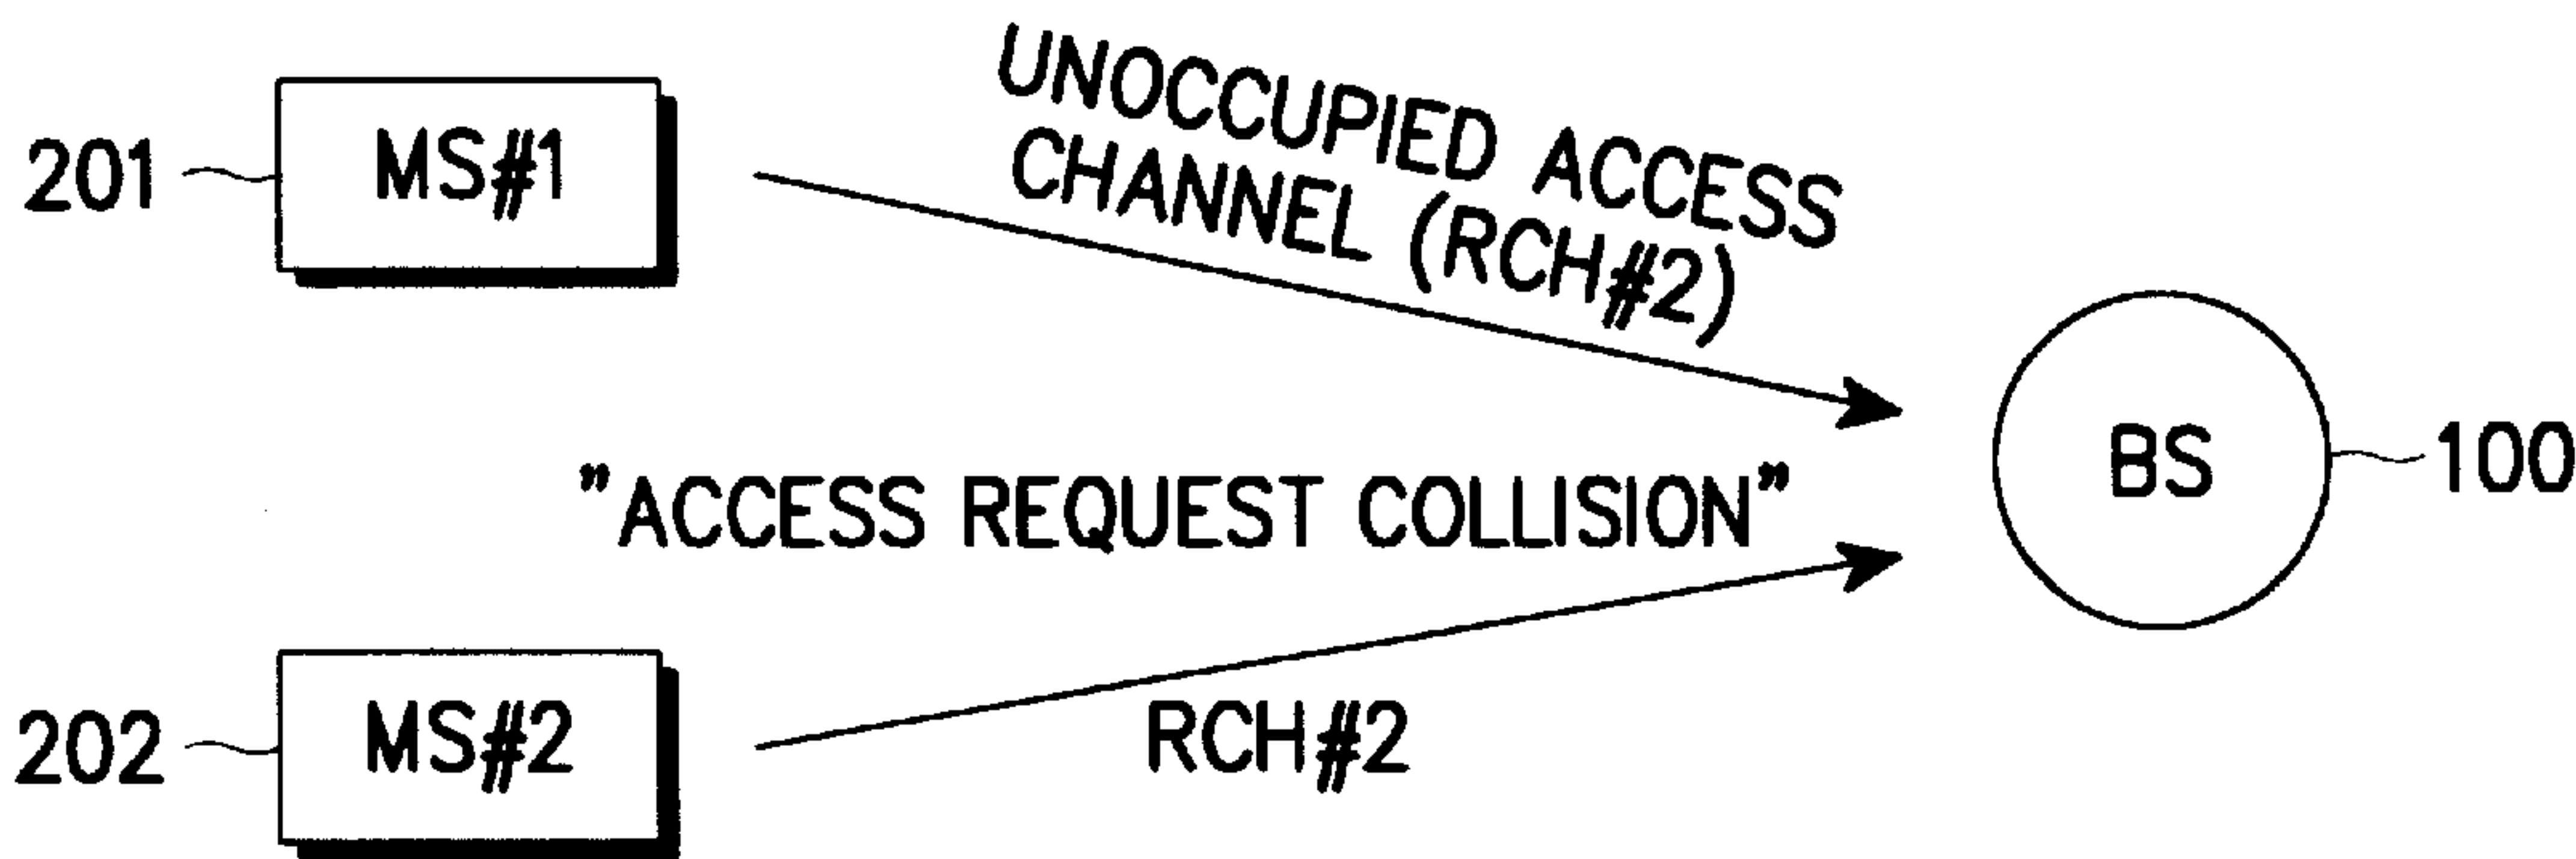 UNOCCUPIED ACCESS
CHANNEL (RCH#2)
201
MS#1
BS
100
"ACCESS REQUEST COLLISION"
202
MS#2
RCH#2